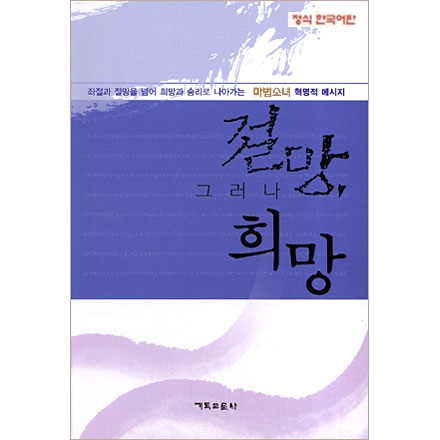 정식 한국어판
좌절과 절망을 넘어 희망과 승리로 나아가는 마법소녀 혁명적 메시지
절망,
그러나
희망
기독교문사